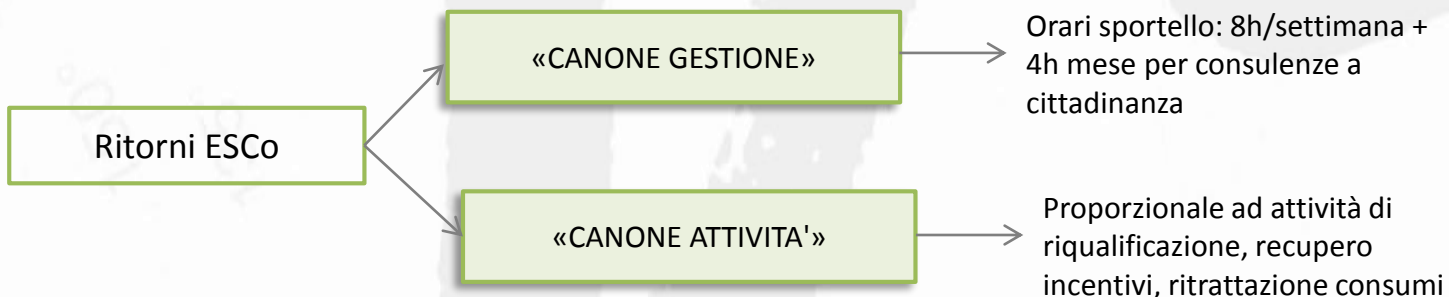 Ritorni ESCo
«CANONE GESTIONE»
Orari sportello: 8h/settimana +
4h mese per consulenze a
cittadinanza
«CANONE ATTIVITA'»
Proporzionale ad attività di
riqualificazione, recupero
incentivi, ritrattazione consumi